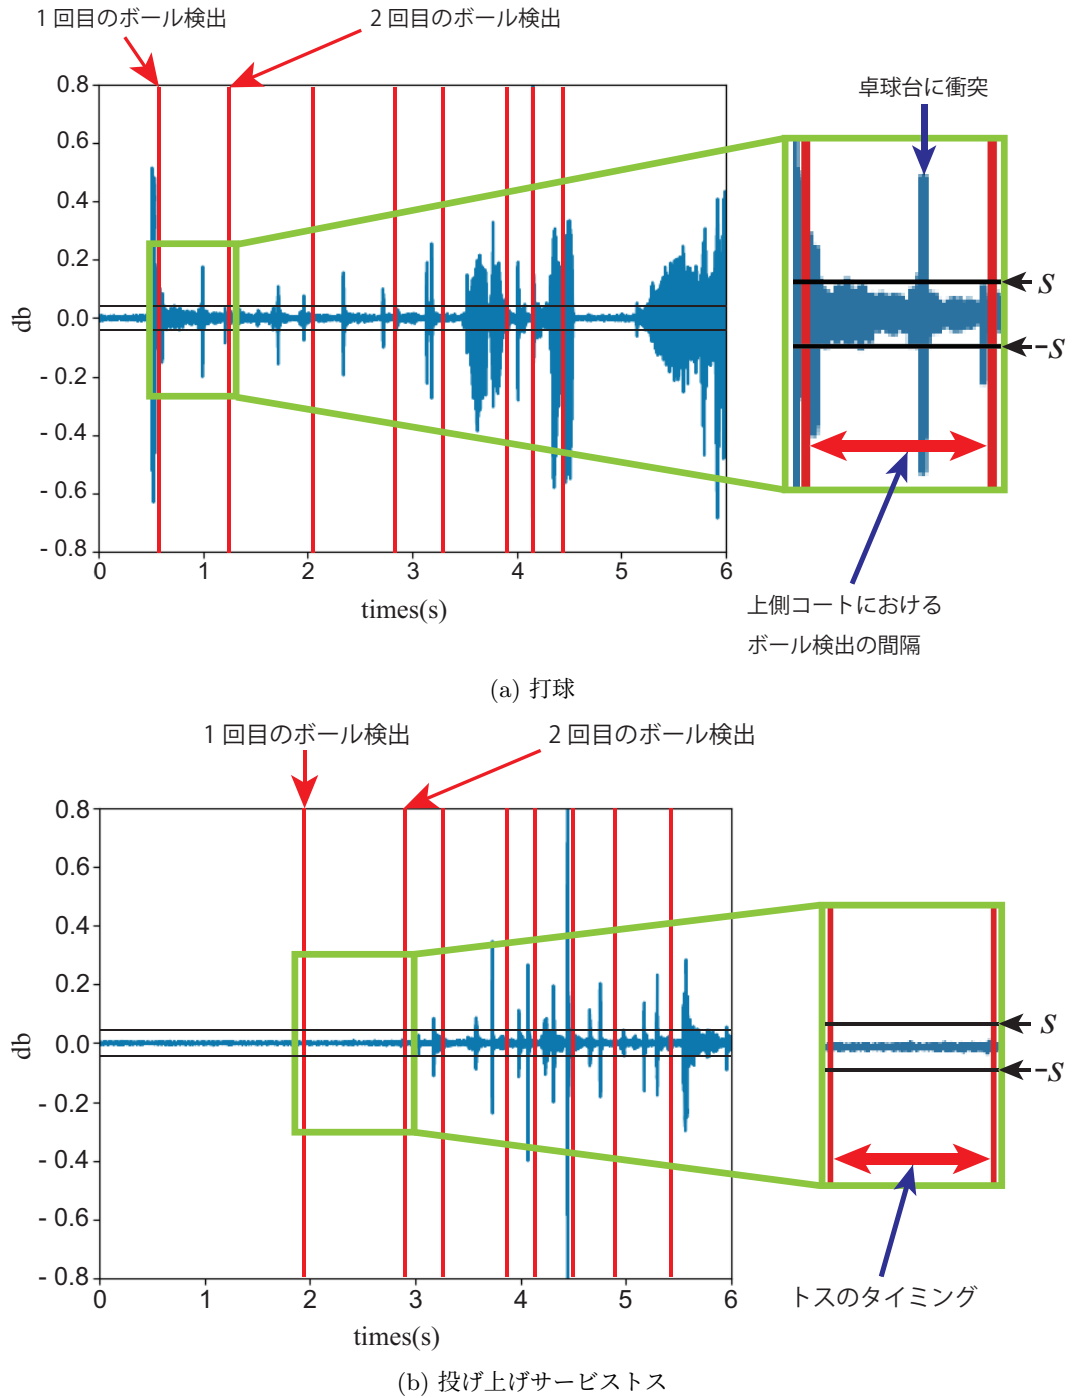 1 回目のボール検出
2 回目のボール検出
卓球台に衝突
0.8
0.6
0.4
0.2
0.0
- 0.2
- 0.4
- 0.6
- 0.8
db
0
1
2
3
4
5
6
times(s)
S
-S
上側コートにおける
ボール検出の間隔
(a) 打球
1 回目のボール検出
2 回目のボール検出
0.8
0.6
0.4
0.2
0.0
- 0.2
- 0.4
- 0.6
- 0.8
db
0
1
2
3
4
5
6
times(s)
S
-S
トスのタイミング
(b) 投げ上げサービストス